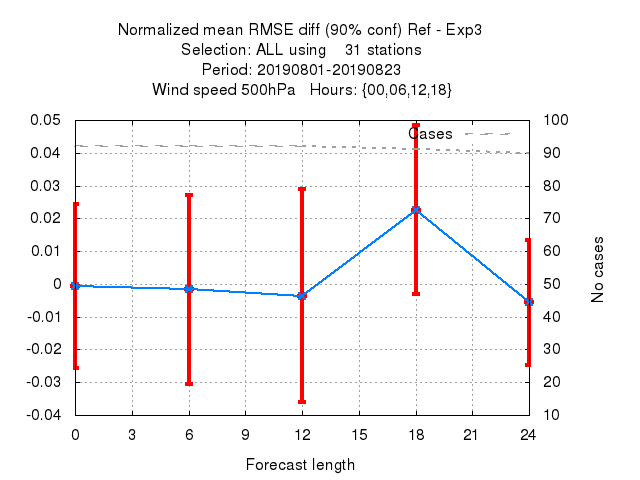 Normalized mean RMSE diff (90% conf) Ref - Exp3
Selection: ALL using    31 stations
Period: 20190801-20190823
Wind speed 500hPa   Hours: {00,06,12,18}
Cases
0.05
0.04
0.03
0.02
0.01
0
-0.01
-0.02
-0.03
-0.04
100
90
80
70
60
50
40
30
20
10
No cases
0 3 6 9 12 15 18 21 24
Forecast length